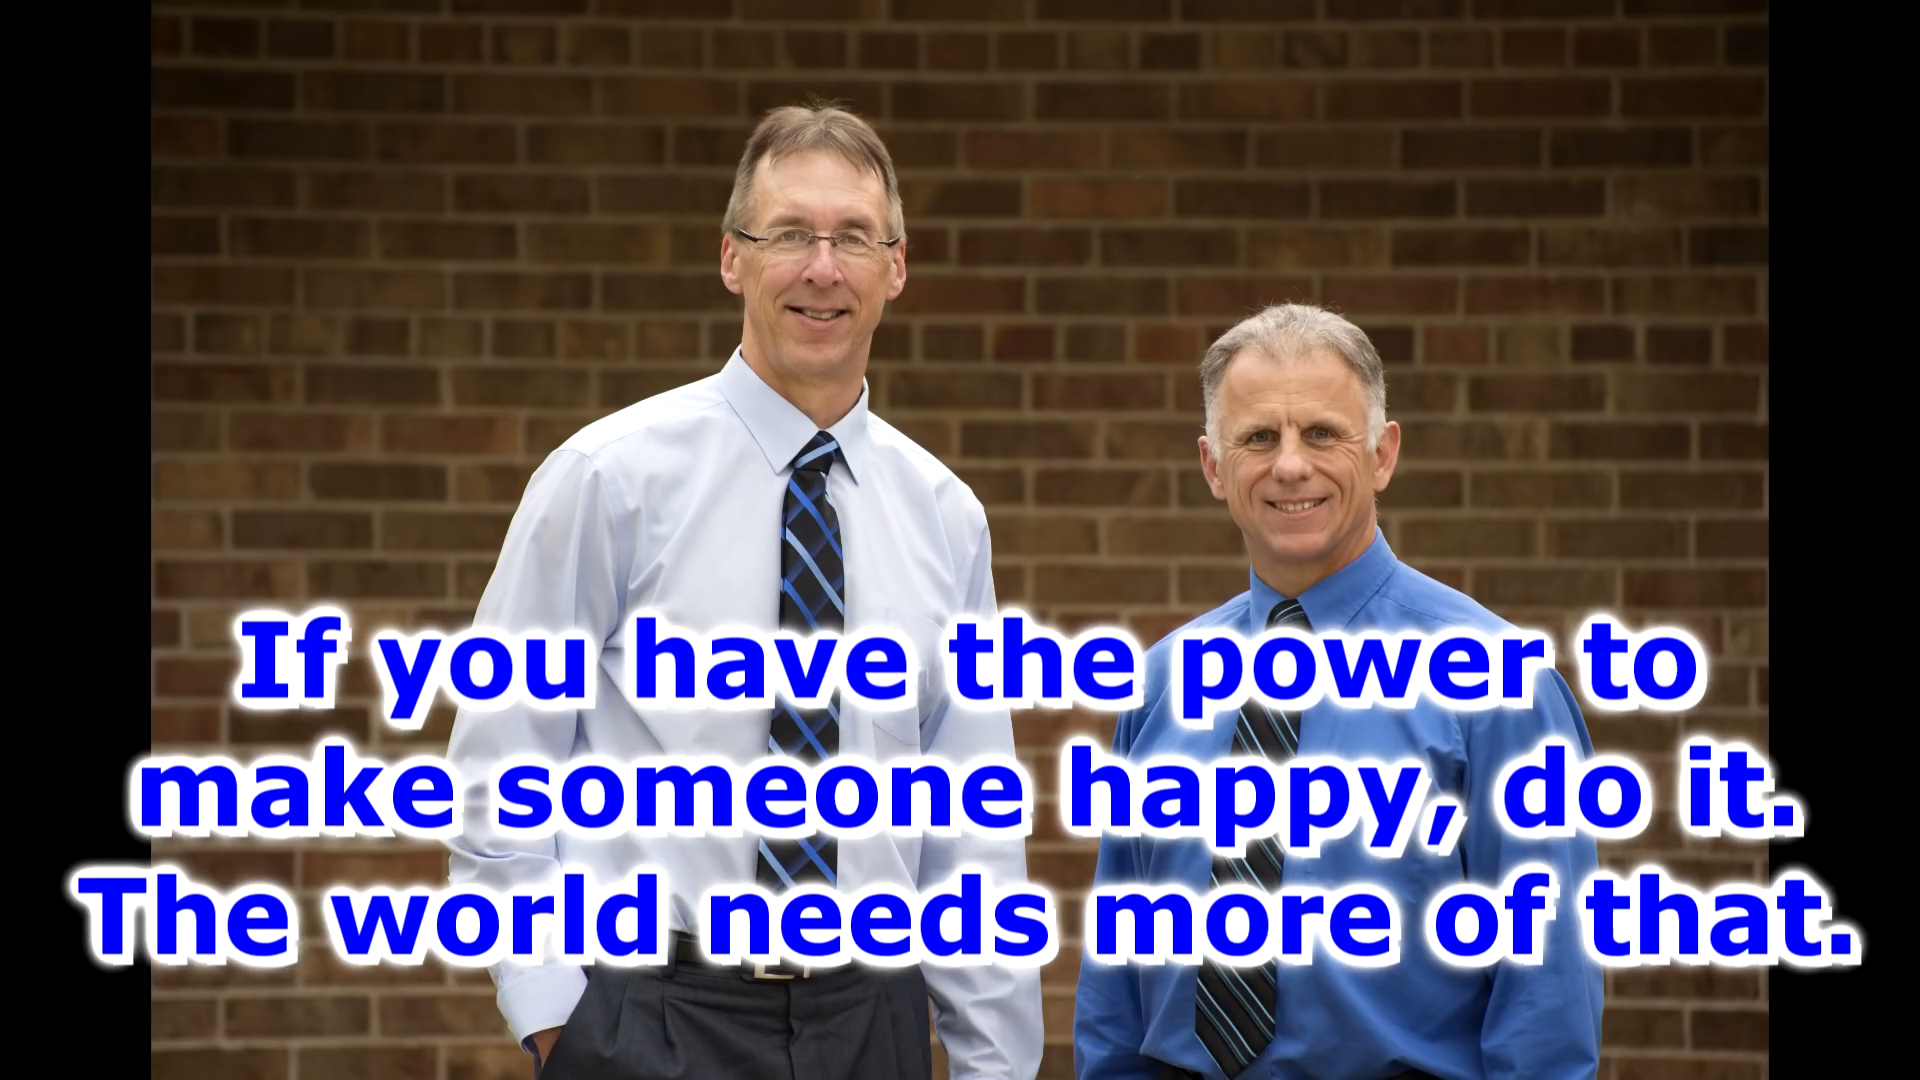 If you have the power to
make someone happy, do it.
The world needs more of that.